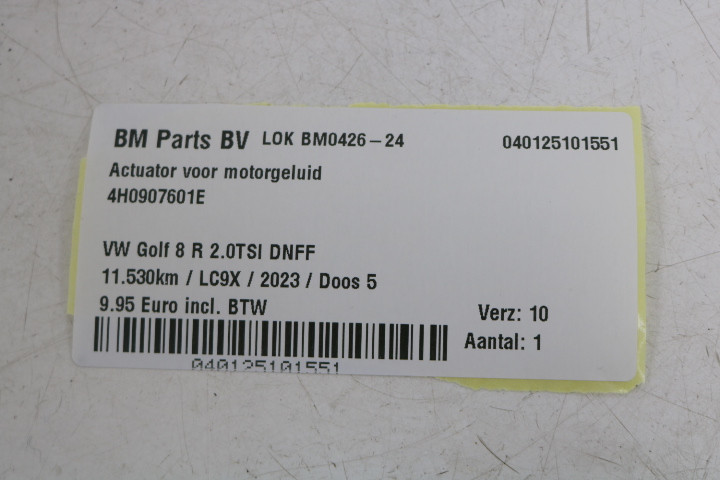 BM Parts BV LOK BM0426-24 040125101551
Actuator voor motorgeluid
4H0907601E
VW Golf 8 R 2.0TSI DNFF
11.530km / LC9X / 2023 / Doos 5
9.95 Euro incl. BTW
Verz: 10
Aantal: 1
040125101551